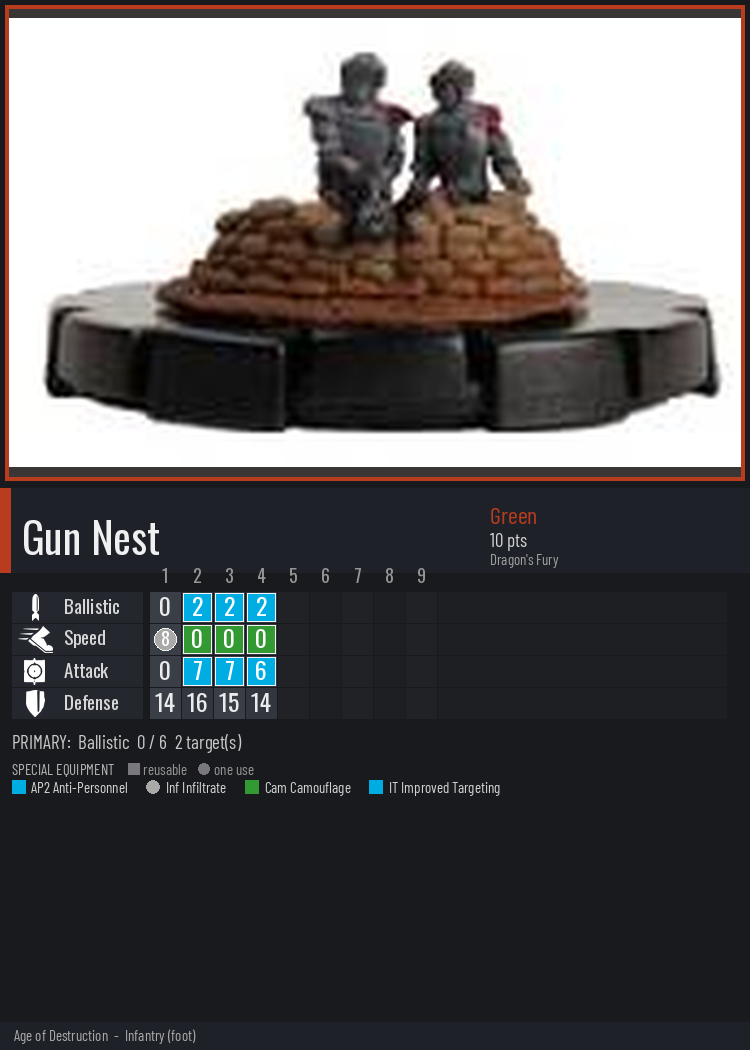 Gun Nest
Green
10 pts
Dragon's Fury
1 2 3 4 5 6 7 8 9
Ballistic 0 2 2 2
Speed 8 0 0 0
Attack 0 7 7 6
Defense 14 16 15 14
PRIMARY: Ballistic 0 / 6 2 target(s)
SPECIAL EQUIPMENT reusable one use
AP2 Anti-Personnel Inf Infiltrate Cam Camouflage IT Improved Targeting
Age of Destruction - Infantry (foot)